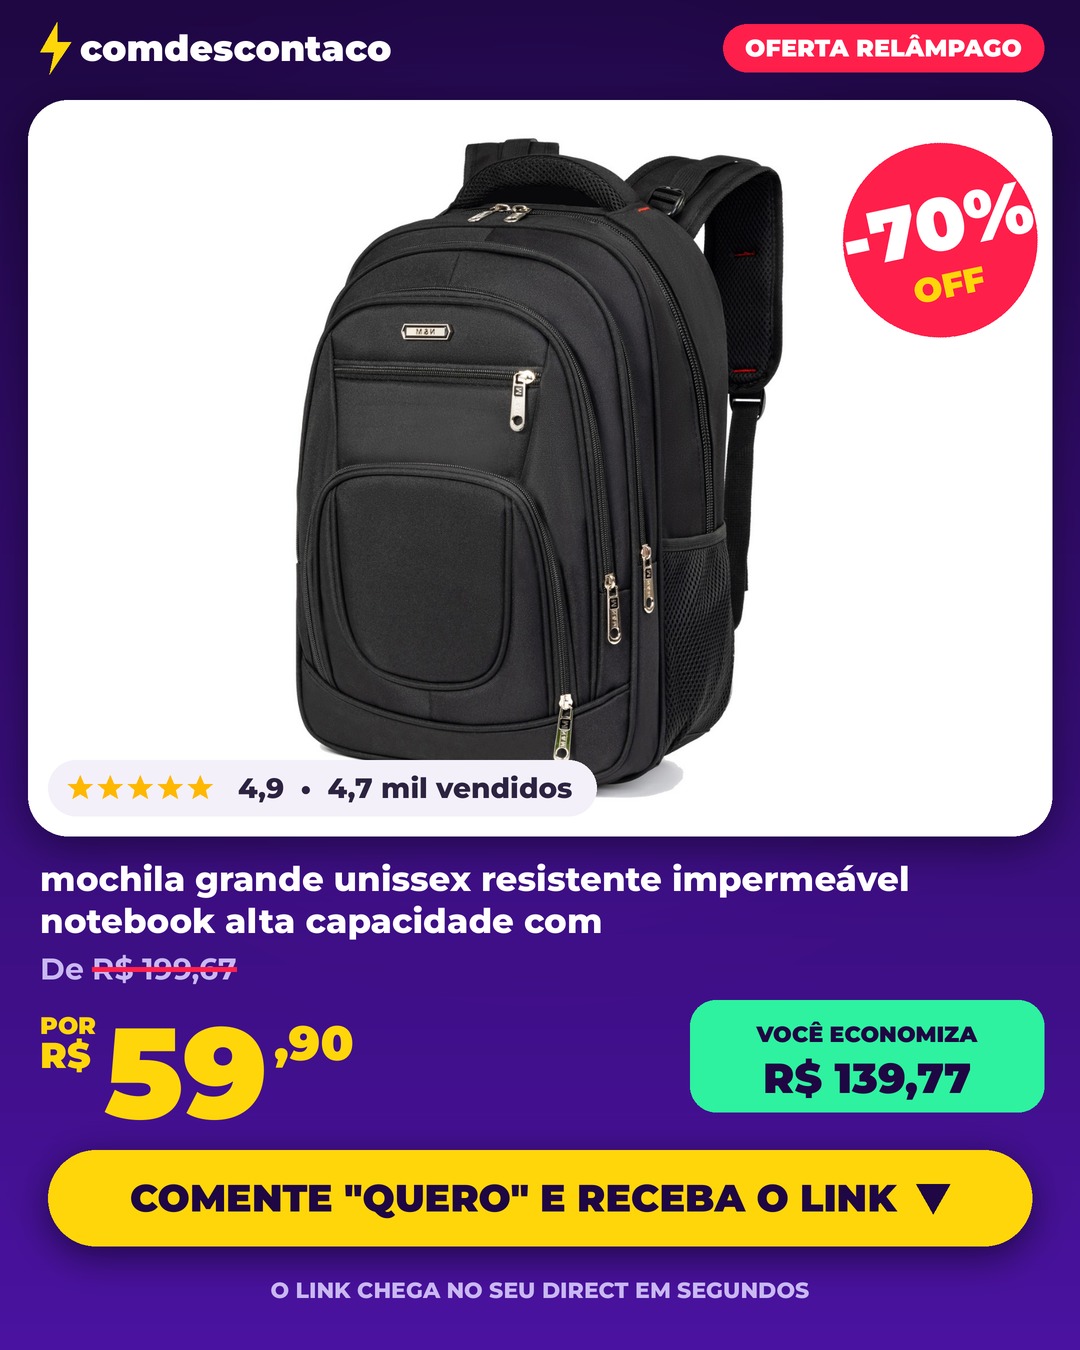 comdescontaco
OFERTA RELÂMPAGO
-70%
OFF
4,9 • 4,7 mil vendidos
mochila grande unissex resistente impermeável
notebook alta capacidade com
De R$ 199,67
POR
R$ 59,90
VOCÊ ECONOMIZA
R$ 139,77
COMENTE "QUERO" E RECEBA O LINK ▼
O LINK CHEGA NO SEU DIRECT EM SEGUNDOS